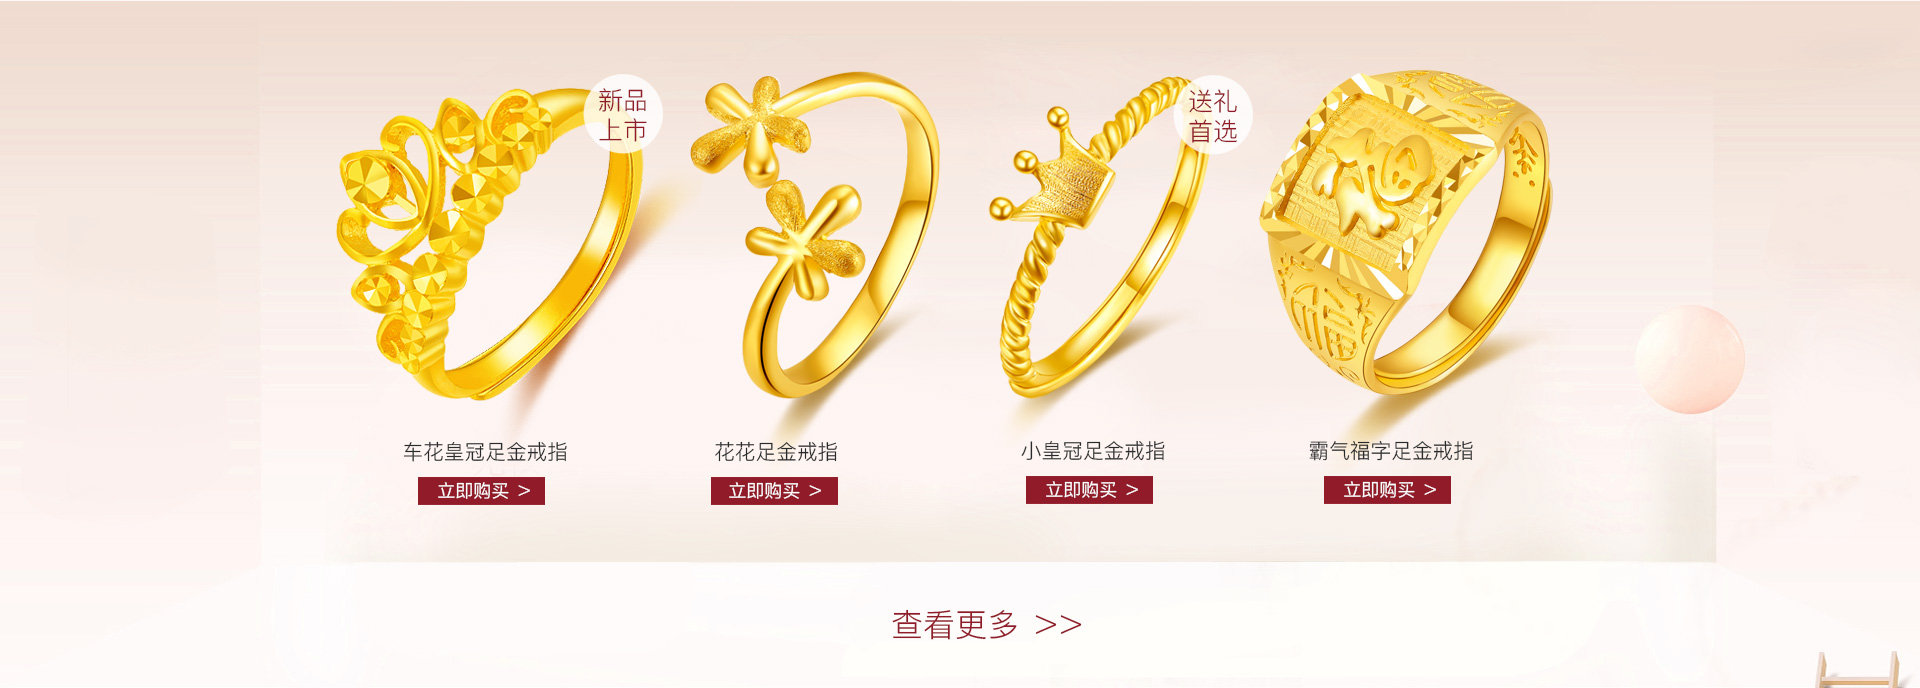 新品
上市
送礼
首选
车花皇冠足金戒指
立即购买 >
花花足金戒指
立即购买 >
小皇冠足金戒指
立即购买 >
霸气福字足金戒指
立即购买 >
查看更多 >>
福
福